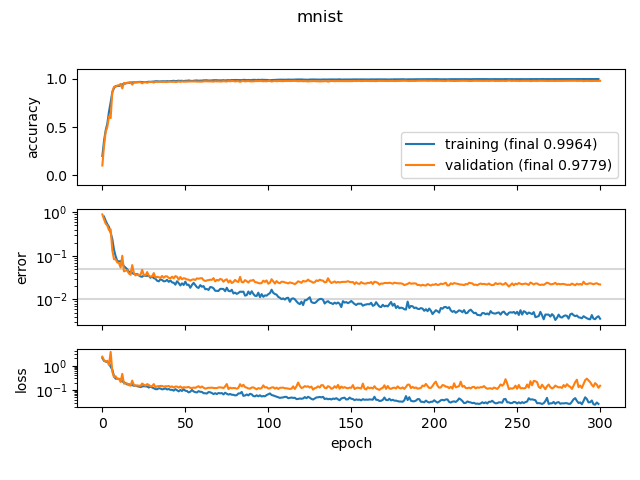 mnist
accuracy
1.0
0.5
0.0
training (final 0.9964)
validation (final 0.9779)
error
10⁰
10⁻¹
10⁻²
loss
10⁰
10⁻¹
0 50 100 150 200 250 300
epoch